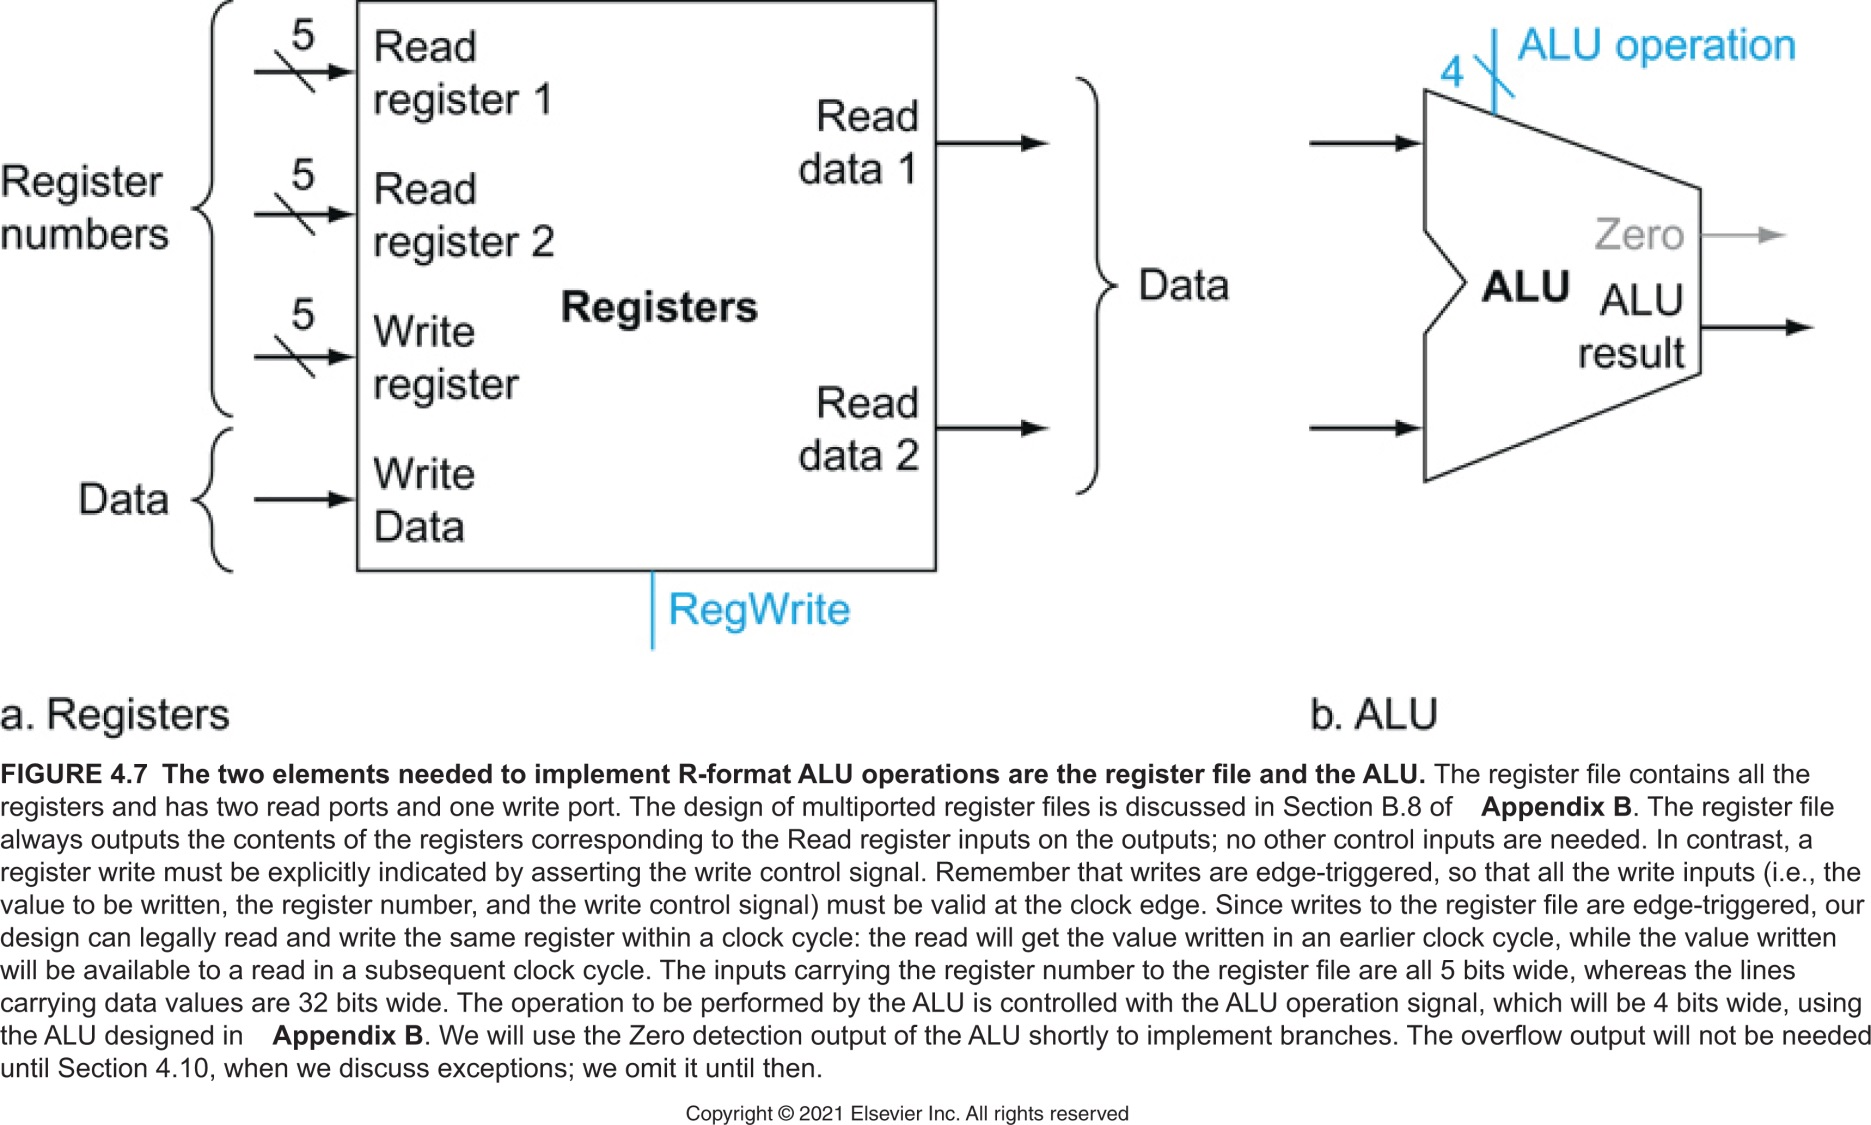 5
Read
register 1
5
Read
register 2
5
Write
register
Write
Data
Register
numbers
Data
Registers
Read
data 1
Read
data 2
Data
RegWrite
4
ALU operation
Zero
ALU
ALU
result
a. Registers
b. ALU
FIGURE 4.7 The two elements needed to implement R-format ALU operations are the register file and the ALU. The register file contains all the
registers and has two read ports and one write port. The design of multiported register files is discussed in Section B.8 of Appendix B. The register file
always outputs the contents of the registers corresponding to the Read register inputs on the outputs; no other control inputs are needed. In contrast, a
register write must be explicitly indicated by asserting the write control signal. Remember that writes are edge-triggered, so that all the write inputs (i.e., the
value to be written, the register number, and the write control signal) must be valid at the clock edge. Since writes to the register file are edge-triggered, our
design can legally read and write the same register within a clock cycle: the read will get the value written in an earlier clock cycle, while the value written
will be available to a read in a subsequent clock cycle. The inputs carrying the register number to the register file are all 5 bits wide, whereas the lines
carrying data values are 32 bits wide. The operation to be performed by the ALU is controlled with the ALU operation signal, which will be 4 bits wide, using
the ALU designed in Appendix B. We will use the Zero detection output of the ALU shortly to implement branches. The overflow output will not be needed
until Section 4.10, when we discuss exceptions; we omit it until then.
Copyright © 2021 Elsevier Inc. All rights reserved